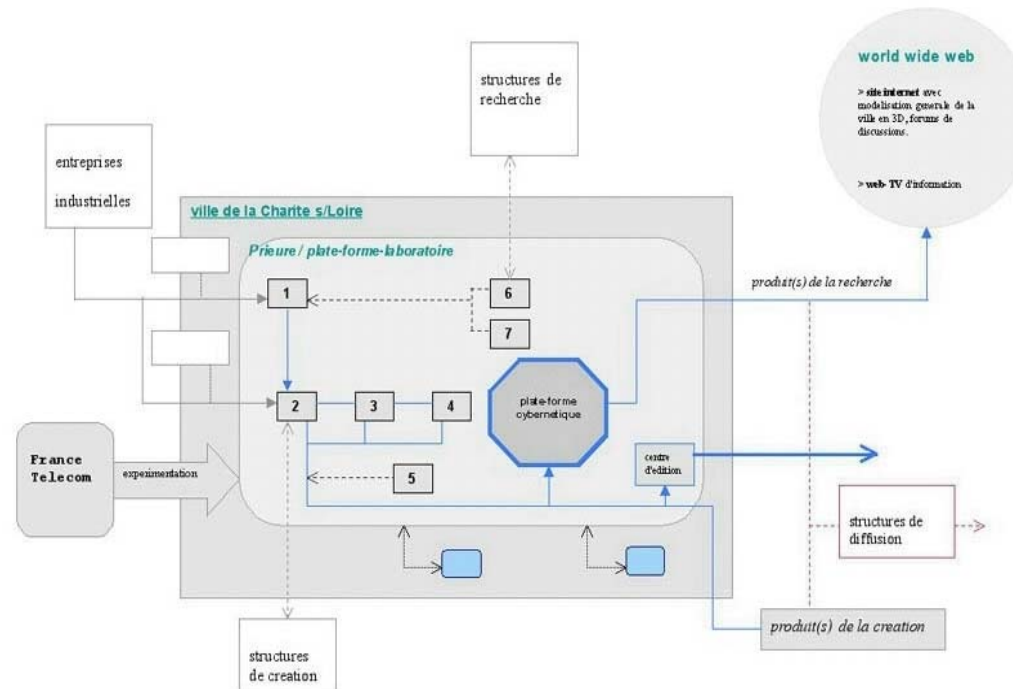 world wide web
> site internet avec
modelisation generale de la
ville en 3D, forums de
discussions.
> web-TV d'information
structures de
recherche
entreprises
industrielles
ville de la Charite s/Loire
Prieure / plate-forme-laboratoire
produit(s) de la recherche
1
6
7
2
3
4
plate-forme
cybernetique
France
Telecom
experimentation
5
centre
d'edition
structures de
diffusion
produit(s) de la creation
structures
de creation